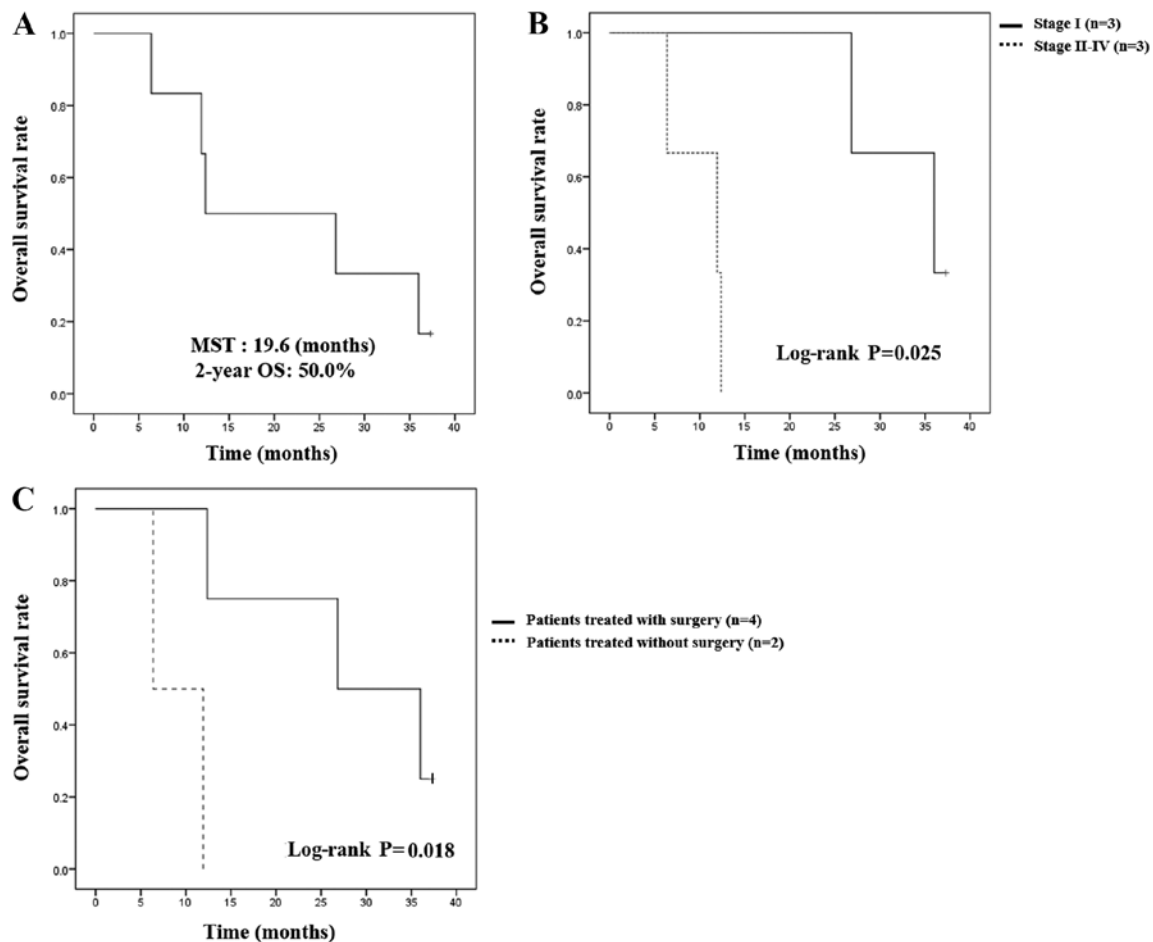 A
1.0
0.8
0.6
0.4
0.2
0.0
Overall survival rate
MST : 19.6 (months)
2-year OS: 50.0%
0 5 10 15 20 25 30 35 40
Time (months)
B
Stage I (n=3)
Stage II-IV (n=3)
1.0
0.8
0.6
0.4
0.2
0.0
Overall survival rate
Log-rank P=0.025
0 5 10 15 20 25 30 35 40
Time (months)
C
1.0
0.8
0.6
0.4
0.2
0.0
Overall survival rate
Patients treated with surgery (n=4)
Patients treated without surgery (n=2)
Log-rank P=0.018
0 5 10 15 20 25 30 35 40
Time (months)